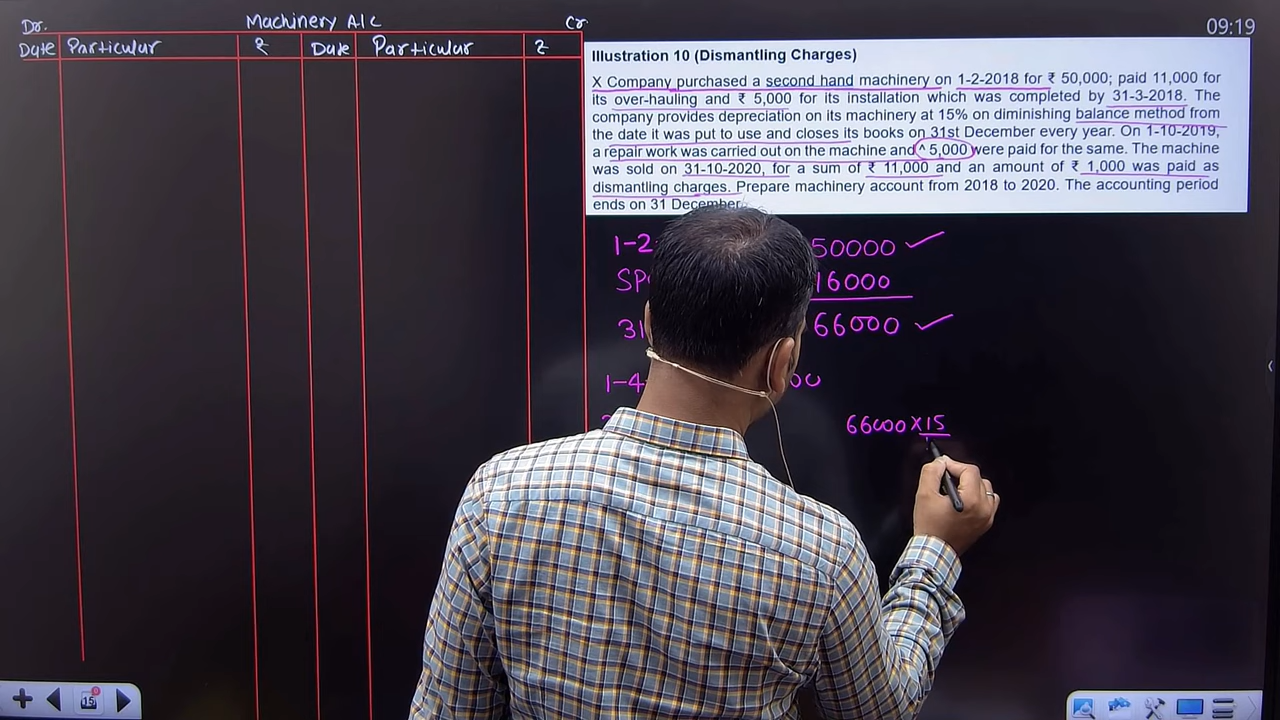 Dr. Machinery A/c Cr.
Date Particular ₹ Date Particular ₹
09:19
Illustration 10 (Dismantling Charges)
X Company purchased a second hand machinery on 1-2-2018 for ₹ 50,000; paid 11,000 for
its over-hauling and ₹ 5,000 for its installation which was completed by 31-3-2018. The
company provides depreciation on its machinery at 15% on diminishing balance method from
the date it was put to use and closes its books on 31st December every year. On 1-10-2019,
a repair work was carried out on the machine and ^ 5,000 were paid for the same. The machine
was sold on 31-10-2020, for a sum of ₹ 11,000 and an amount of ₹ 1,000 was paid as
dismantling charges. Prepare machinery account from 2018 to 2020. The accounting period
ends on 31 December.
1-2 50000
16000
31 66000
1-4
66000×15
15